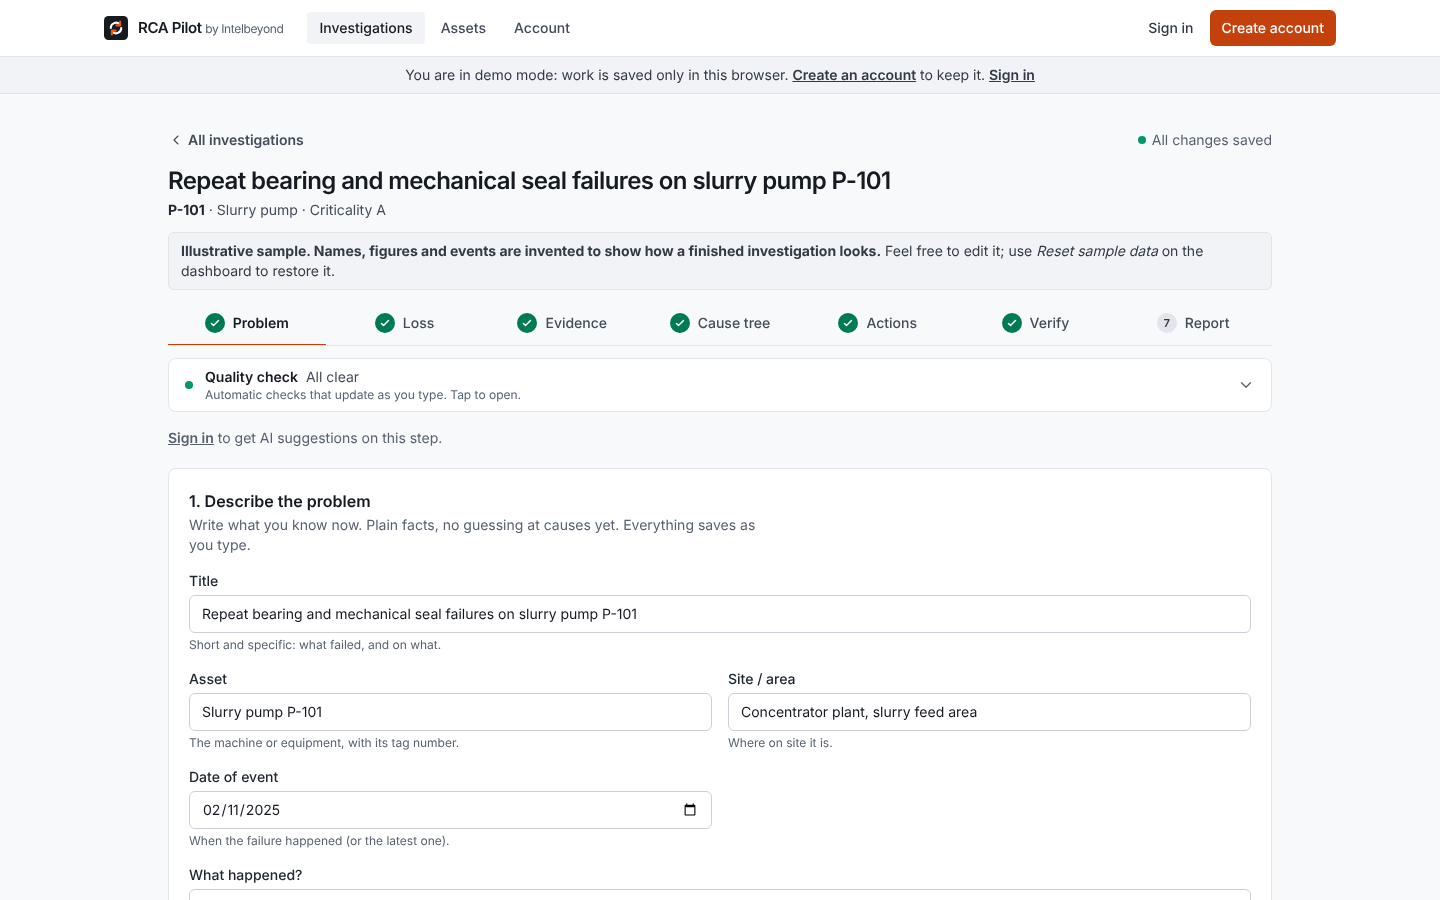 RCA Pilot by Intelbeyond
Investigations
Assets
Account
Sign in
Create account
You are in demo mode: work is saved only in this browser. Create an account to keep it. Sign in
All investigations
All changes saved
Repeat bearing and mechanical seal failures on slurry pump P-101
P-101 · Slurry pump · Criticality A
Illustrative sample. Names, figures and events are invented to show how a finished investigation looks. Feel free to edit it; use Reset sample data on the
dashboard to restore it.
Problem
Loss
Evidence
Cause tree
Actions
Verify
7 Report
Quality check All clear
Automatic checks that update as you type. Tap to open.
Sign in to get AI suggestions on this step.
1. Describe the problem
Write what you know now. Plain facts, no guessing at causes yet. Everything saves as
you type.
Title
Repeat bearing and mechanical seal failures on slurry pump P-101
Short and specific: what failed, and on what.
Asset
Slurry pump P-101
The machine or equipment, with its tag number.
Site / area
Concentrator plant, slurry feed area
Where on site it is.
Date of event
02/11/2025
When the failure happened (or the latest one).
What happened?